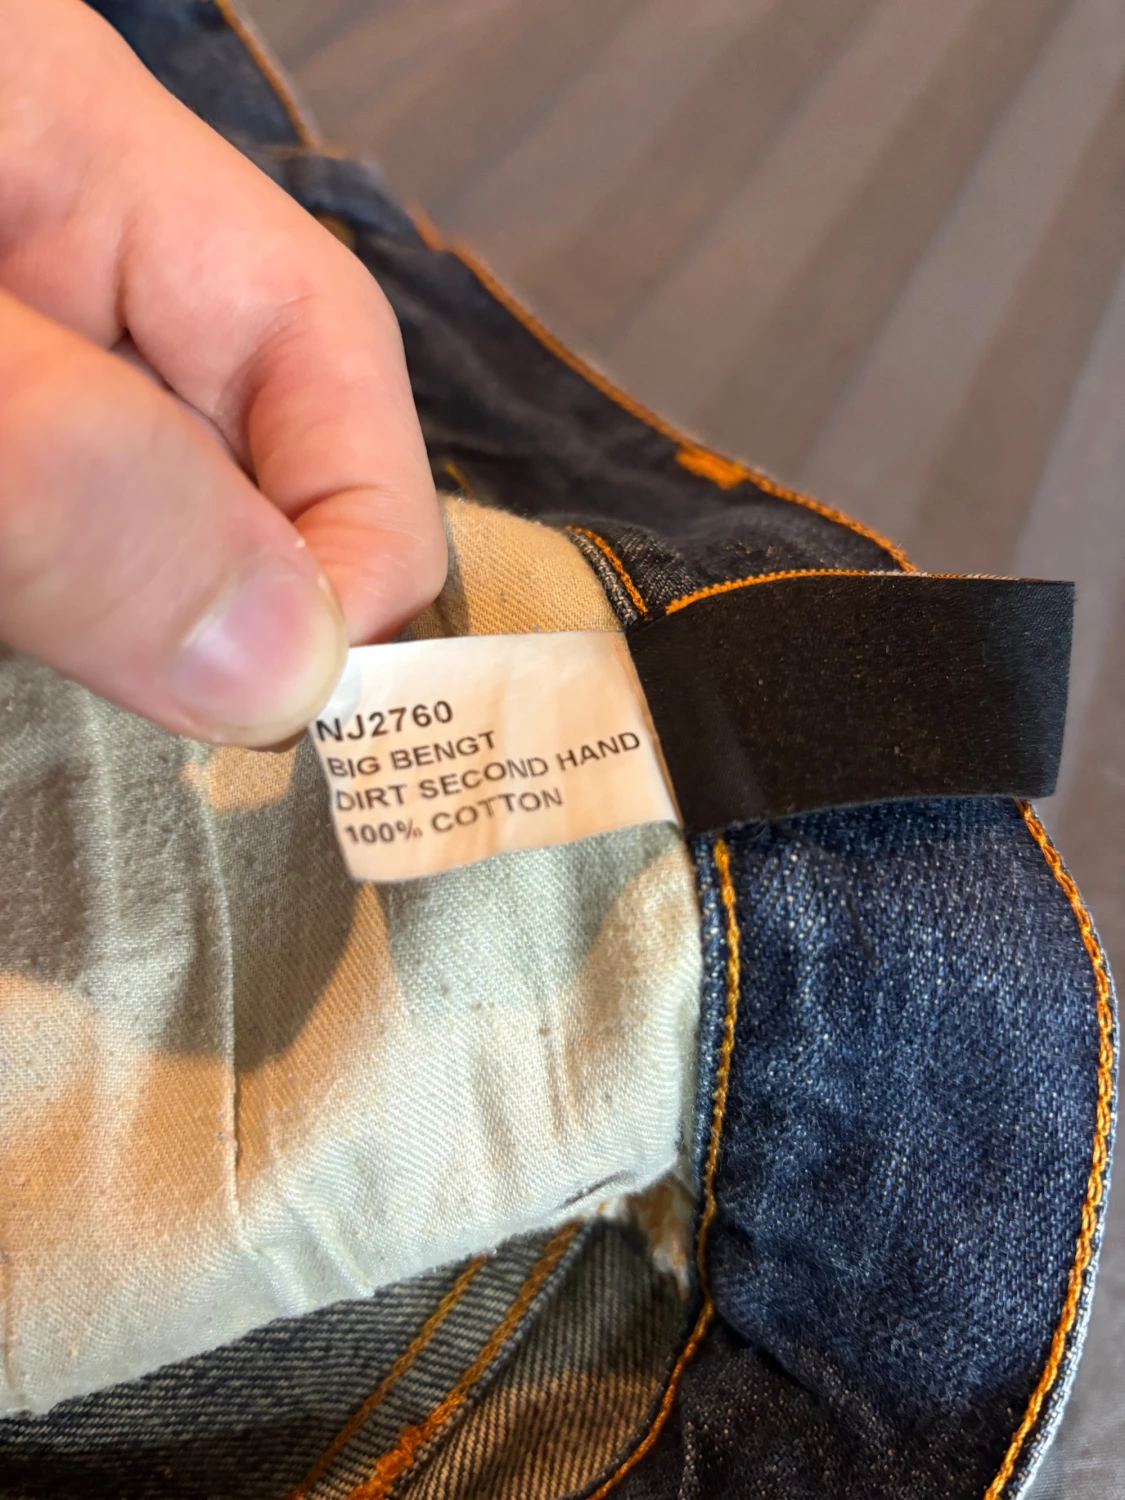 NJ2760
BIG BENGT
DIRT SECOND HAND
100% COTTON